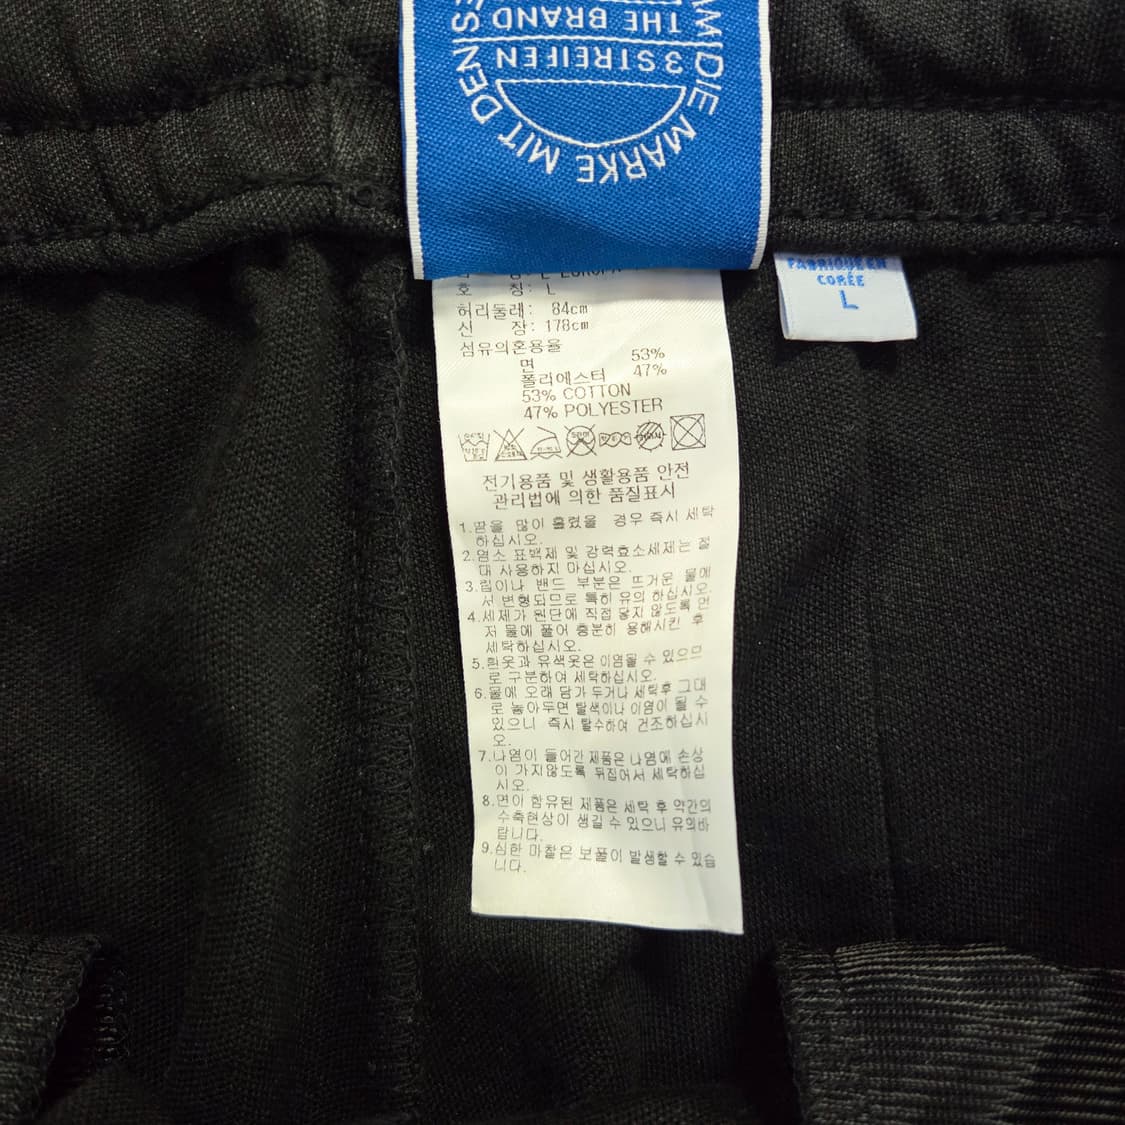 THE BRAND
3STREIFEN
DIE MARKE MIT DEN
FABRIQUÉ EN
CORÉE
L
호 칭: L
허리둘레: 84cm
신 장: 178cm
섬유의혼용율
면 53%
폴리에스터 47%
53% COTTON
47% POLYESTER
전기용품 및 생활용품 안전
관리법에 의한 품질표시
1.땀을 많이 흘렸을 경우 즉시 세탁
하십시오.
2.염소 표백제 및 강력효소세제는 절
대 사용하지 마십시오.
3.립이나 밴드 부분은 뜨거운 물에
서 변형되므로 특히 유의 하십시오.
4.세제가 원단에 직접 닿지 않도록 먼
저 물에 풀어 충분히 용해시킨 후
세탁하십시오.
5.흰옷과 유색옷은 이염될 수 있으므
로 구분하여 세탁하십시오.
6.물에 오래 담가 두거나 세탁후 그대
로 놓아두면 탈색이나 이염이 될 수
있으니 즉시 탈수하여 건조하십시
오.
7.나염이 들어간 제품은 나염에 손상
이 가지않도록 뒤집어서 세탁하십
시오.
8.면이 함유된 제품은 세탁 후 약간의
수축현상이 생길 수 있으니 유의바
랍니다.
9.심한 마찰은 보풀이 발생할 수 있습
니다.